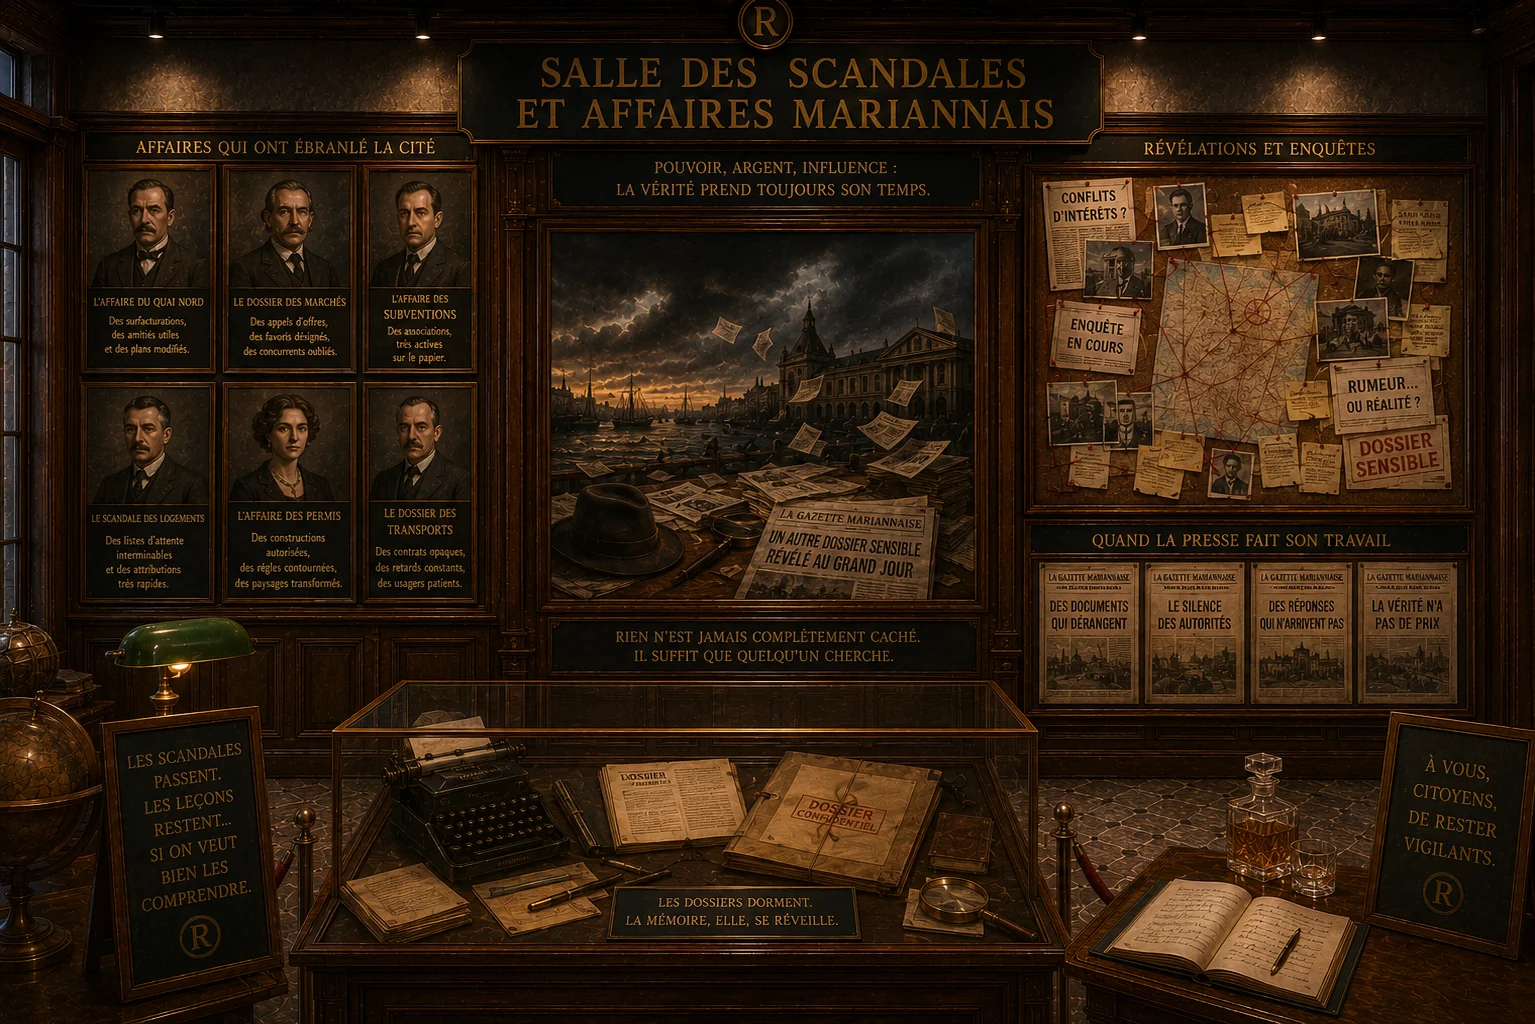 R
SALLE DES SCANDALES
ET AFFAIRES MARIANNAIS
AFFAIRES QUI ONT ÉBRANLÉ LA CITÉ
L'AFFAIRE DU QUAI NORD
Des surfacturations,
des amitiés utiles
et des plans modifiés.
LE DOSSIER DES MARCHÉS
Des appels d'offres,
des favoris désignés,
des concurrents oubliés.
L'AFFAIRE DES
SUBVENTIONS
Des associations,
très actives
sur le papier.
LE SCANDALE DES LOGEMENTS
Des listes d'attente
interminables
et des attributions
très rapides.
L'AFFAIRE DES PERMIS
Des constructions
autorisées,
des règles contournées,
des paysages transformés.
LE DOSSIER DES
TRANSPORTS
Des contrats opaques,
des retards constants,
des usagers patients.
POUVOIR, ARGENT, INFLUENCE :
LA VÉRITÉ PREND TOUJOURS SON TEMPS.
LA GAZETTE MARIANNAISE
UN AUTRE DOSSIER SENSIBLE
RÉVÉLÉ AU GRAND JOUR
RIEN N'EST JAMAIS COMPLÈTEMENT CACHÉ.
IL SUFFIT QUE QUELQU'UN CHERCHE.
RÉVÉLATIONS ET ENQUÊTES
CONFLITS
D'INTÉRÊTS ?
ENQUÊTE
EN COURS
RUMEUR...
OU RÉALITÉ ?
DOSSIER
SENSIBLE
QUAND LA PRESSE FAIT SON TRAVAIL
LA GAZETTE MARIANNAISE
DES DOCUMENTS
QUI DÉRANGENT
LA GAZETTE MARIANNAISE
LE SILENCE
DES AUTORITÉS
LA GAZETTE MARIANNAISE
DES RÉPONSES
QUI N'ARRIVENT PAS
LA GAZETTE MARIANNAISE
LA VÉRITÉ N'A
PAS DE PRIX
LES SCANDALES
PASSENT.
LES LEÇONS
RESTENT...
SI ON VEUT
BIEN LES
COMPRENDRE.
R
DOSSIER
DOSSIER
CONFIDENTIEL
LES DOSSIERS DORMENT.
LA MÉMOIRE, ELLE, SE RÉVEILLE.
À VOUS,
CITOYENS,
DE RESTER
VIGILANTS.
R